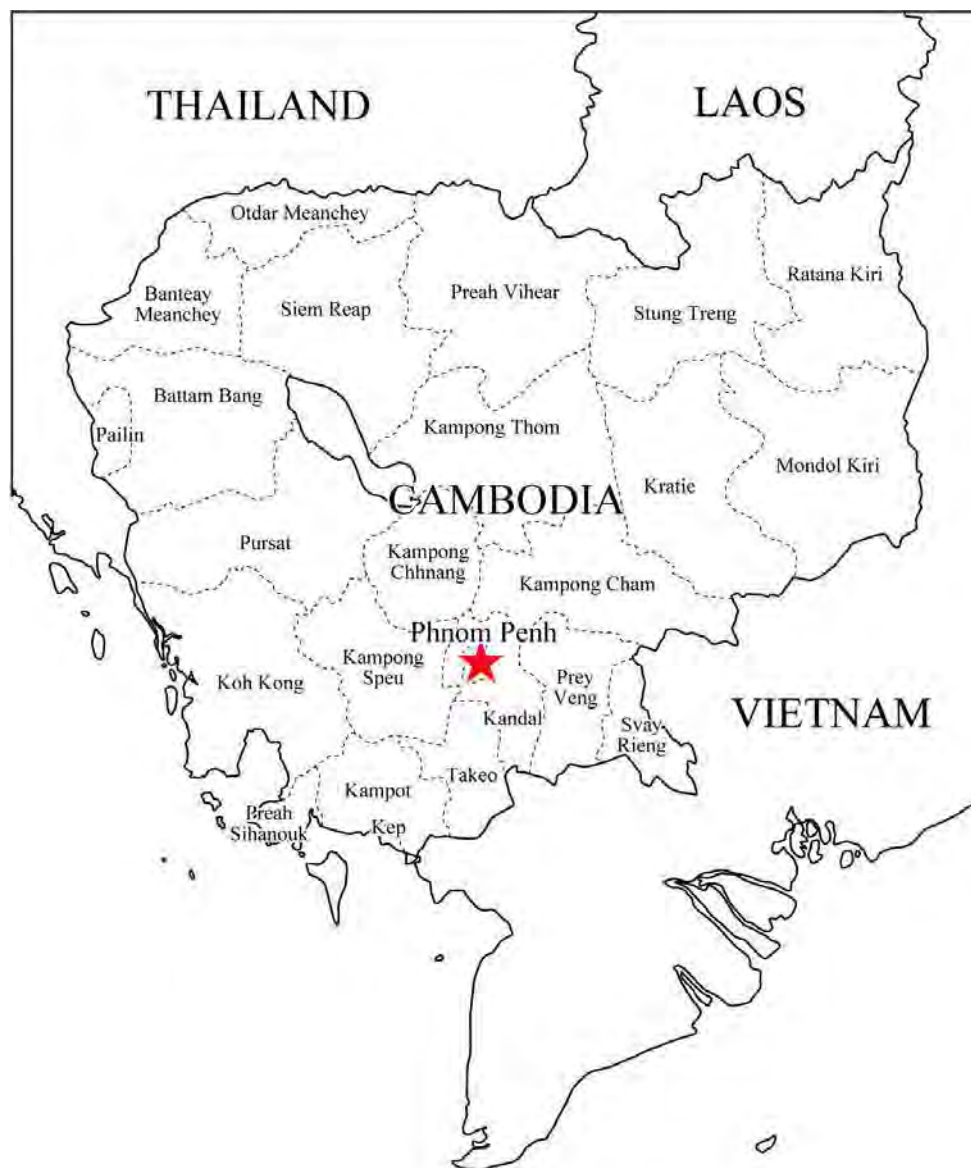 THAILAND
LAOS
Otdar Meanchey
Ratana Kiri
Banteay
Meanchey
Siem Reap
Preah Vihear
Stung Treng
Battam Bang
Pailin
Kampong Thom
Mondol Kiri
Kratie
CAMBODIA
Pursat
Kampong
Chhnang
Kampong Cham
Phnom Penh
Kampong
Speu
Koh Kong
Prey
Veng
Kandal
Svay
Rieng
VIETNAM
Takeo
Kampot
Preah
Sihanouk
Kep